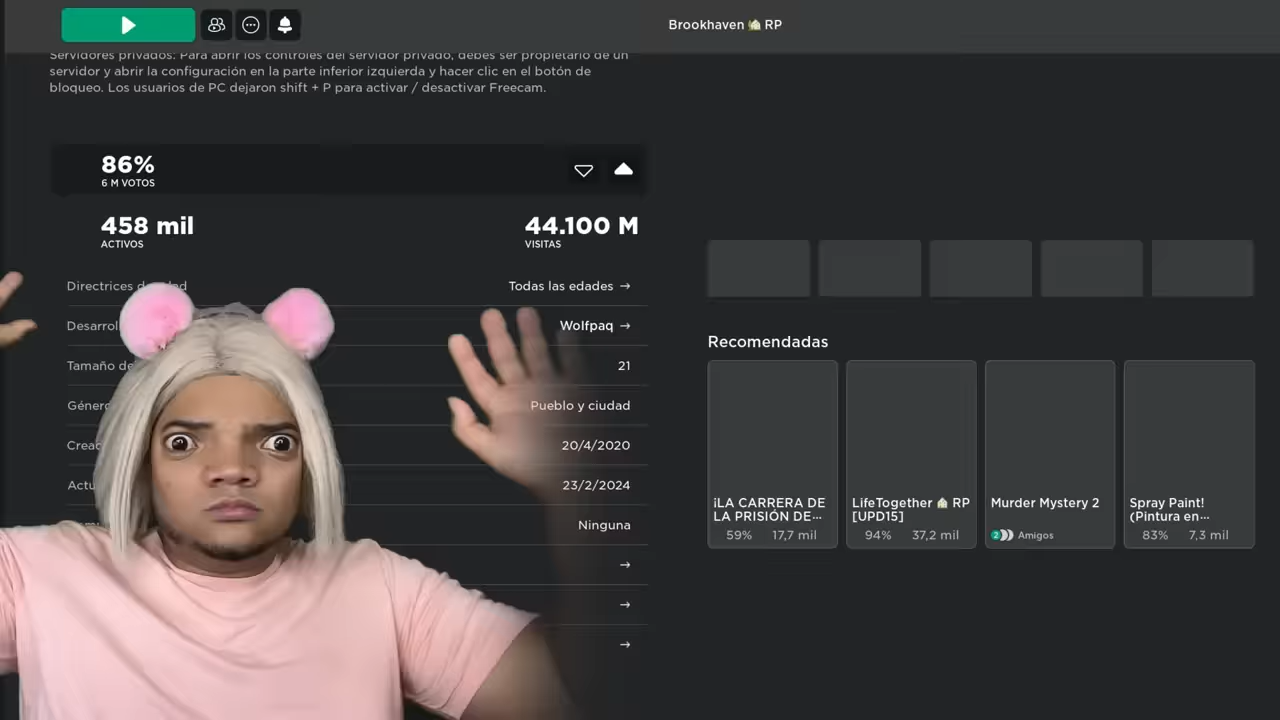 Brookhaven 🏠 RP
Servidores privados: Para abrir los controles del servidor privado, debes ser propietario de un
servidor y abrir la configuración en la parte inferior izquierda y hacer clic en el botón de
bloqueo. Los usuarios de PC dejaron shift + P para activar / desactivar Freecam.
86%
6 M VOTOS
458 mil
44.100 M
ACTIVOS
VISITAS
Directrices
Todas las edades →
Wolfpaq →
Tamaño
21
Pueblo y ciudad
20/4/2020
23/2/2024
Ninguna
→
→
→
Recomendadas
¡LA CARRERA DE
LA PRISIÓN DE···
59% 17,7 mil
LifeTogether 🏠 RP
[UPD15]
94% 37,2 mil
Murder Mystery 2
2 Amigos
Spray Paint!
(Pintura en···
83% 7,3 mil